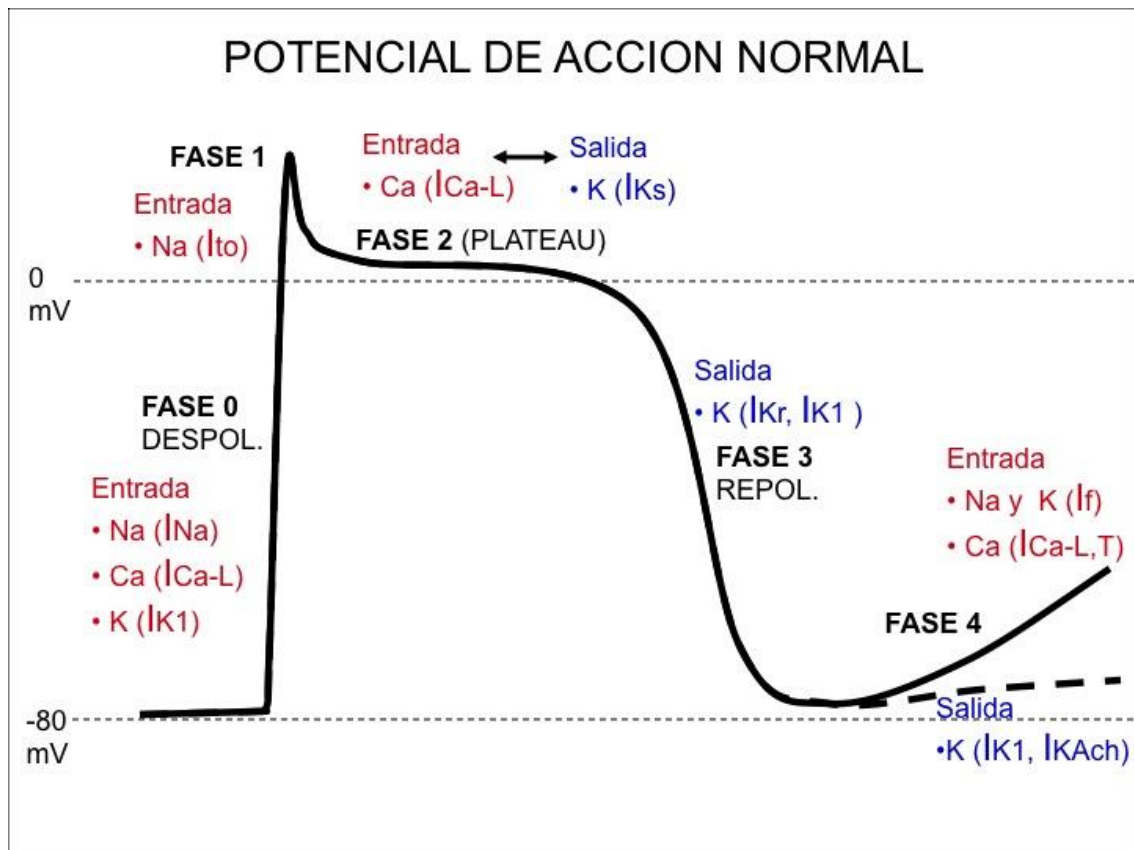 POTENCIAL DE ACCION NORMAL
FASE 1
Entrada
• Na (Ito)
Entrada
• Ca (ICa-L)
Salida
• K (IKs)
FASE 2 (PLATEAU)
0
mV
FASE 0
DESPOL.
Entrada
• Na (INa)
• Ca (ICa-L)
• K (IK1)
Salida
• K (IKr, IK1 )
FASE 3
REPOL.
Entrada
• Na y K (If)
• Ca (ICa-L,T)
FASE 4
-80
mV
Salida
•K (IK1, IKAch)